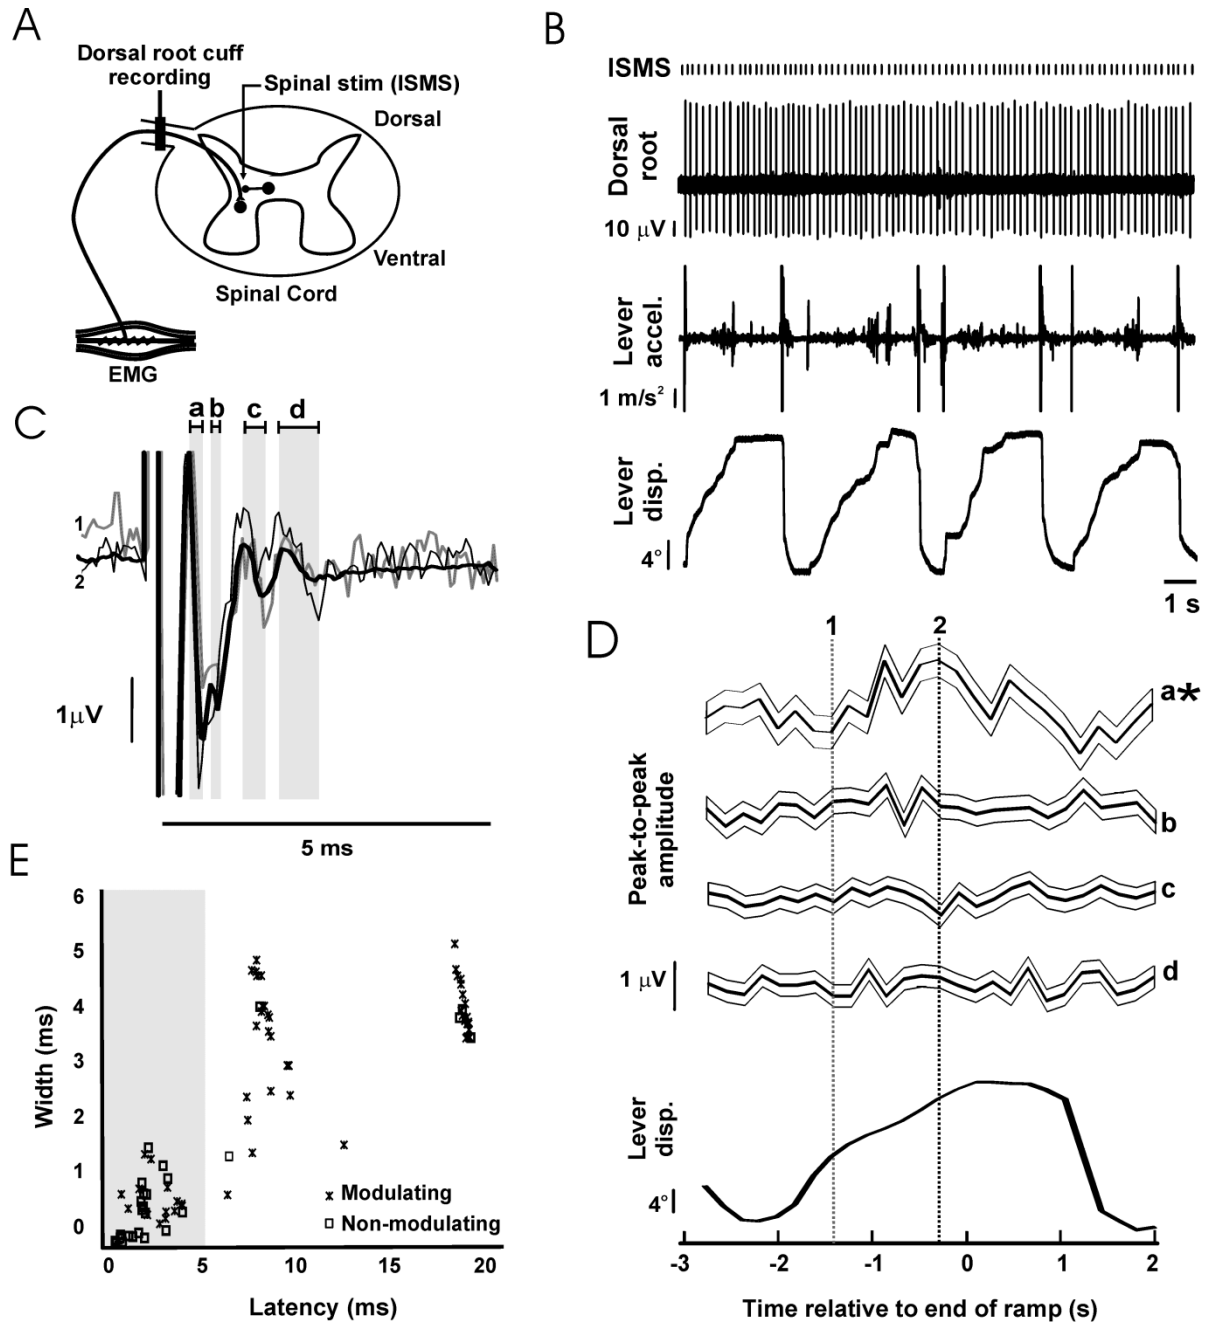 A
Dorsal root cuff
recording
Spinal stim (ISMS)
Dorsal
Ventral
Spinal Cord
EMG
B
ISMS
Dorsal
root
10 μV
Lever
accel.
1 m/s²
Lever
disp.
4°
1 s
C
a b c d
1
2
1μV
5 ms
D
1 2
a*
b
c
d
Peak-to-peak
amplitude
1 μV
Lever
disp.
4°
-3 -2 -1 0 1 2
Time relative to end of ramp (s)
E
6
5
4
3
2
1
0
Width (ms)
Modulating
Non-modulating
0 5 10 15 20
Latency (ms)